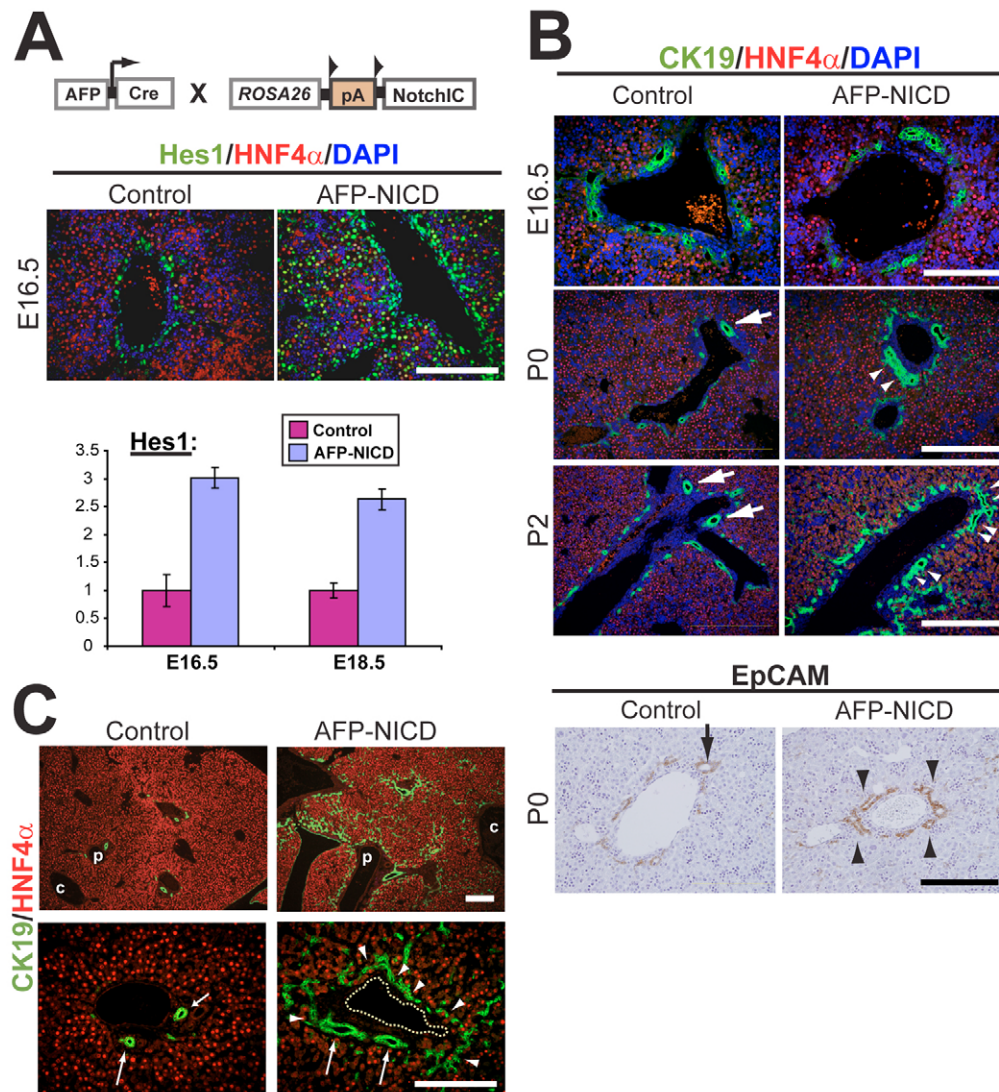 A
AFP Cre X ROSA26 pA NotchIC
Hes1/HNF4α/DAPI
Control AFP-NICD
E16.5
Hes1:
Control
AFP-NICD
3.5
3
2.5
2
1.5
1
0.5
0
E16.5 E18.5
B
CK19/HNF4α/DAPI
Control AFP-NICD
E16.5
P0
P2
EpCAM
Control AFP-NICD
P0
C
Control AFP-NICD
CK19/HNF4α
p
c
p
c